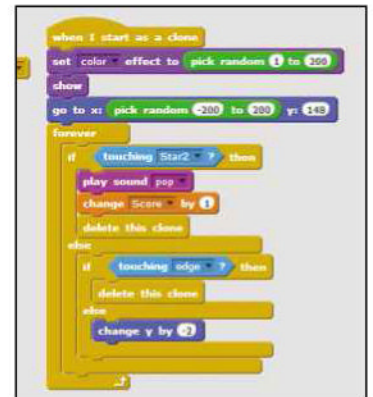 when I start as a clone
set color effect to pick random 1 to 200
show
go to x: pick random -200 to 200 y: 148
forever
if touching Star2 ? then
play sound pop
change Score by 1
delete this clone
else
if touching edge ? then
delete this clone
else
change y by -2